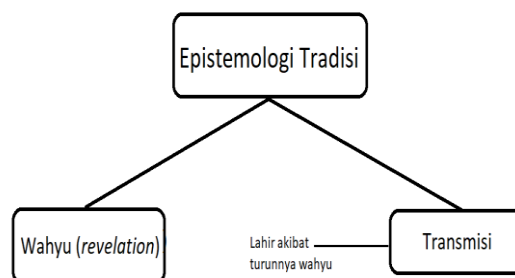 Epistemologi Tradisi
Wahyu (revelation)
Lahir akibat
turunnya wahyu
Transmisi